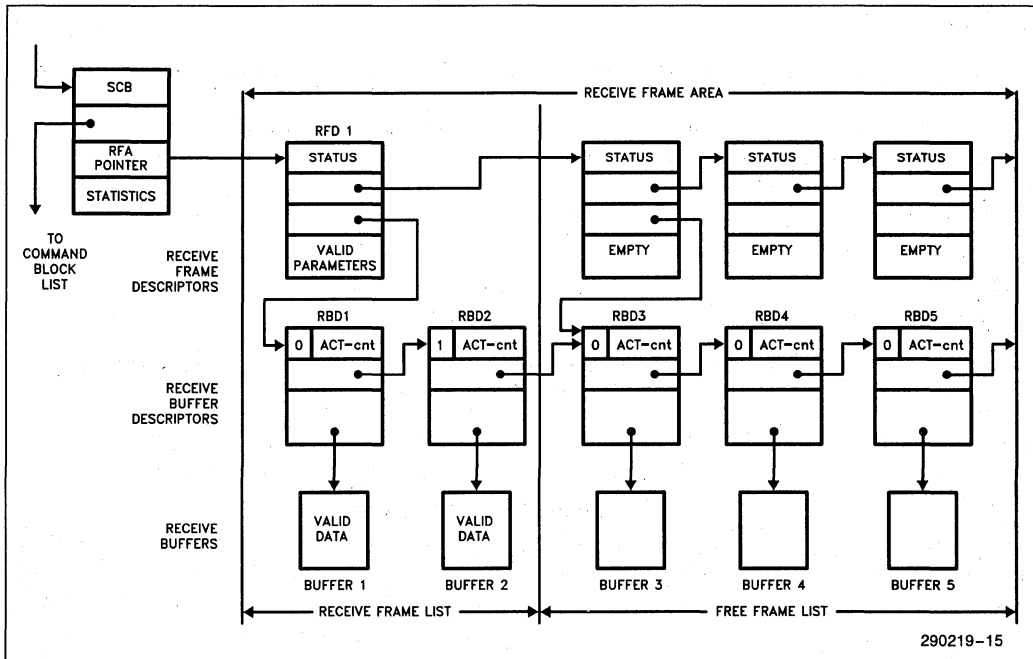 SCB
RFA
POINTER
STATISTICS
TO
COMMAND
BLOCK
LIST
RECEIVE FRAME AREA
RECEIVE
FRAME
DESCRIPTORS
RFD 1
STATUS
VALID
PARAMETERS
STATUS
EMPTY
STATUS
EMPTY
STATUS
EMPTY
RECEIVE
BUFFER
DESCRIPTORS
RBD1
0 ACT-cnt
RBD2
1 ACT-cnt
RBD3
0 ACT-cnt
RBD4
0 ACT-cnt
RBD5
0 ACT-cnt
RECEIVE
BUFFERS
VALID
DATA
BUFFER 1
VALID
DATA
BUFFER 2
BUFFER 3
BUFFER 4
BUFFER 5
RECEIVE FRAME LIST
FREE FRAME LIST
290219-15